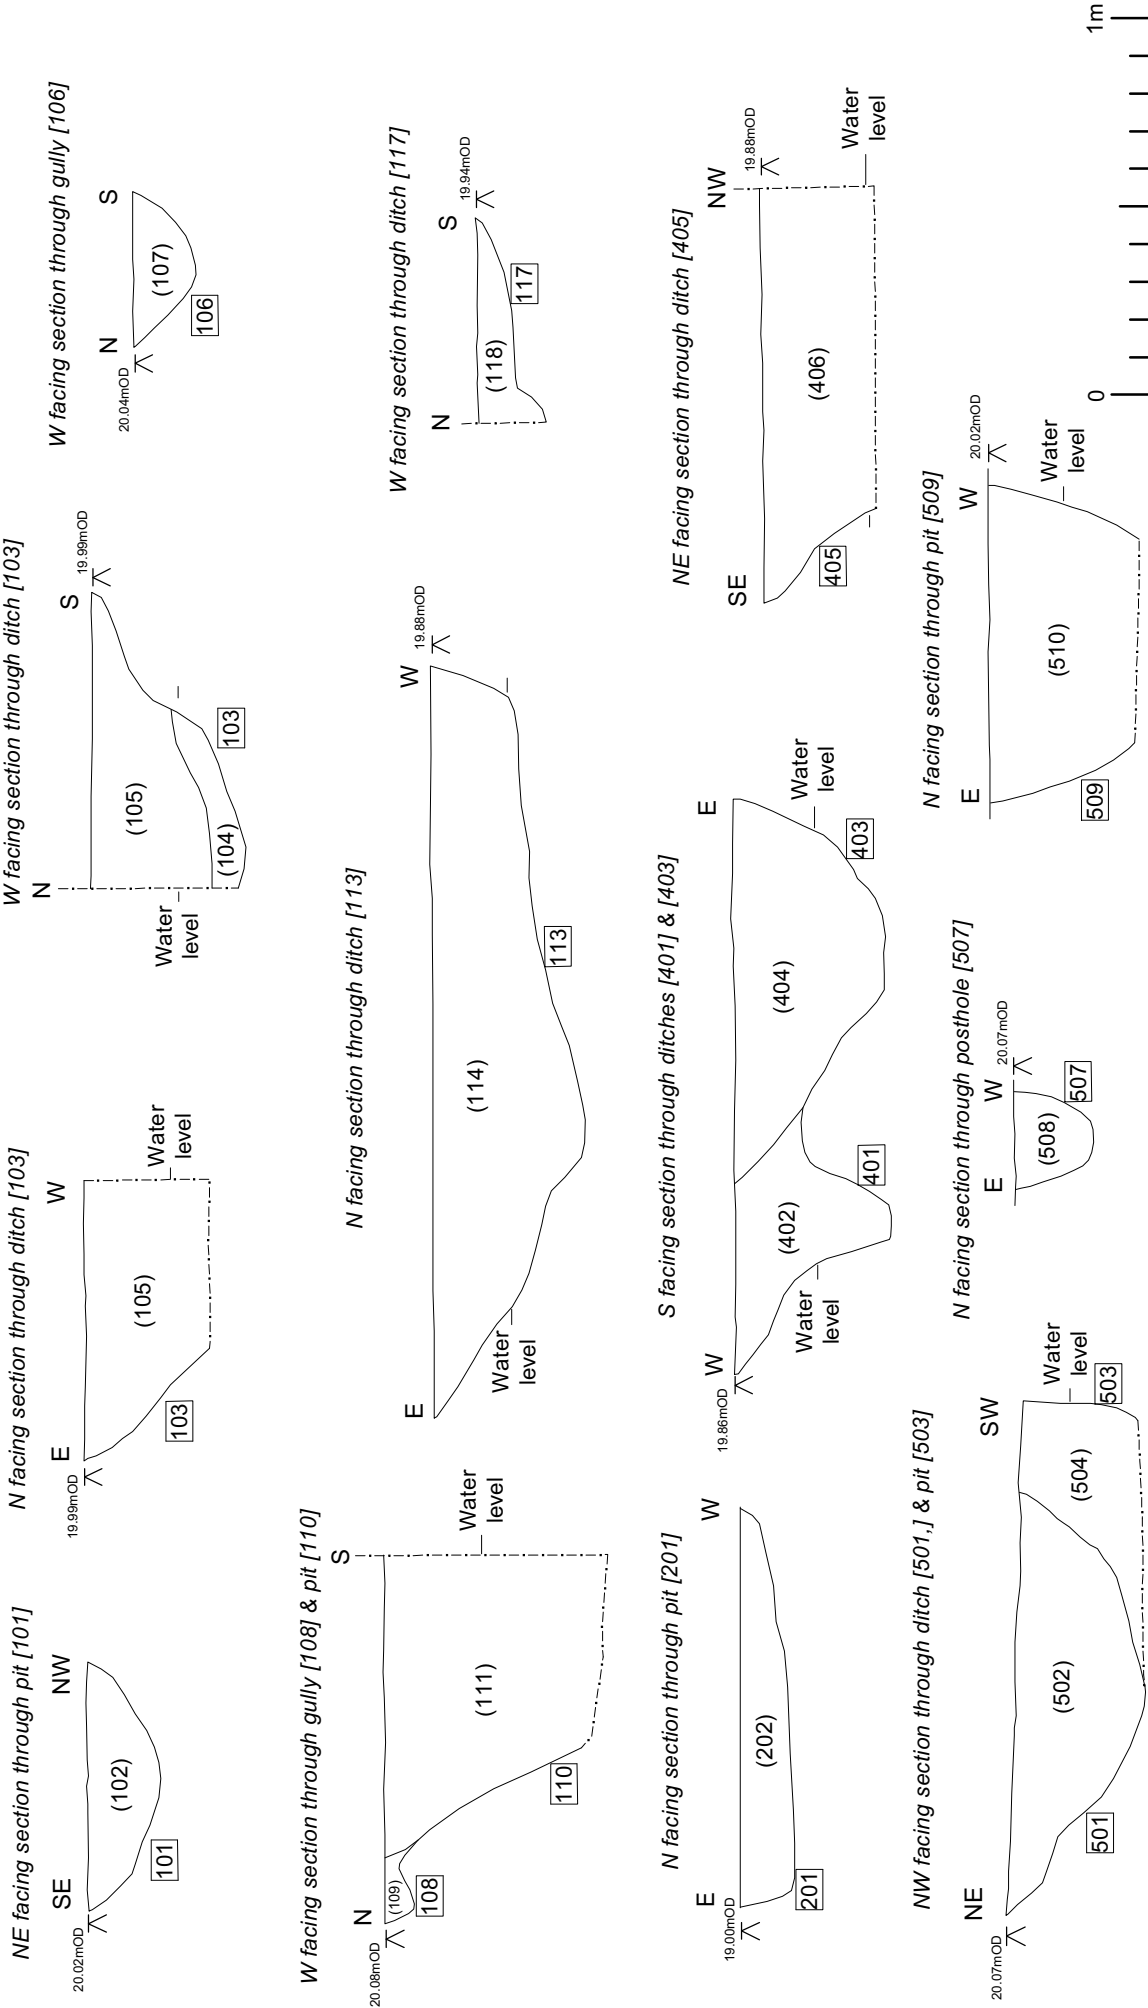 NE facing section through pit [101]
SE
NW
20.02mOD
(102)
101
N facing section through ditch [103]
E
W
19.99mOD
(105)
103
Water
level
W facing section through ditch [103]
N
S
19.99mOD
(105)
(104)
103
Water
level
W facing section through gully [106]
N
S
20.04mOD
(107)
106
W facing section through gully [108] & pit [110]
N
S
20.08mOD
(109)
108
(111)
110
Water
level
N facing section through ditch [113]
E
W
19.88mOD
(114)
113
Water
level
W facing section through ditch [117]
N
S
19.94mOD
(118)
117
N facing section through pit [201]
E
W
19.00mOD
(202)
201
S facing section through ditches [401] & [403]
W
E
19.86mOD
(402)
401
(404)
403
Water
level
Water
level
NE facing section through ditch [405]
SE
NW
19.88mOD
(406)
405
Water
level
NW facing section through ditch [501,] & pit [503]
NE
SW
20.07mOD
(502)
501
(504)
503
Water
level
N facing section through posthole [507]
E
W
20.07mOD
(508)
507
N facing section through pit [509]
E
W
20.02mOD
(510)
509
Water
level
0
1m